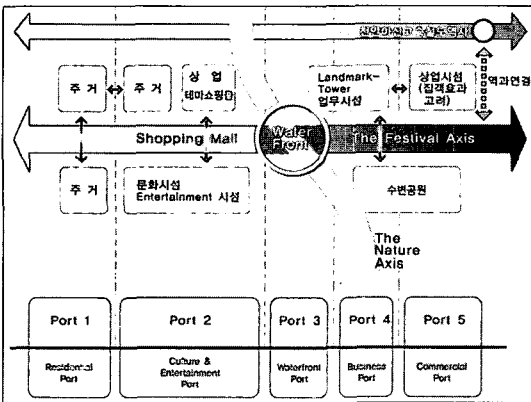 주 거
주 거
상 업
테마쇼핑단
Landmark-
Tower
업무시설
상업시설
(집객효과
고려)
역과연결
Shopping Mall
Water
Front
The Festival Axis
주 거
문화시설
Entertainment 시설
수변공원
The
Nature
Axis
Port 1
Port 2
Port 3
Port 4
Port 5
Residential
Port
Culture &
Entertainment
Port
Waterfront
Port
Business
Port
Commercial
Port